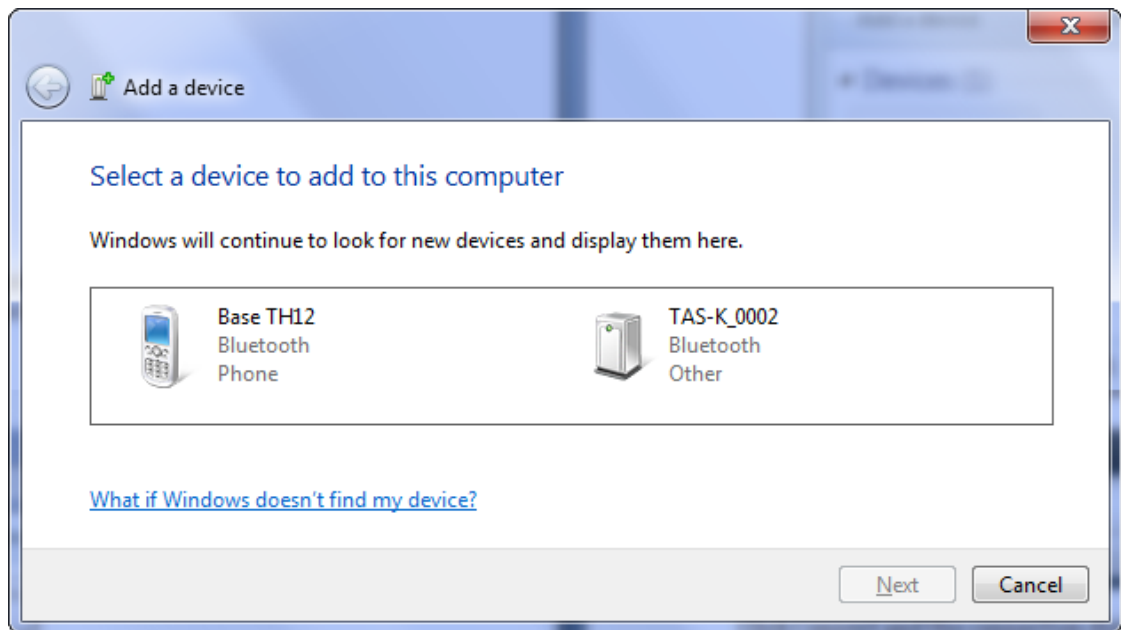 Add a device
Select a device to add to this computer
Windows will continue to look for new devices and display them here.
Base TH12
Bluetooth
Phone
TAS-K_0002
Bluetooth
Other
What if Windows doesn't find my device?
Next
Cancel